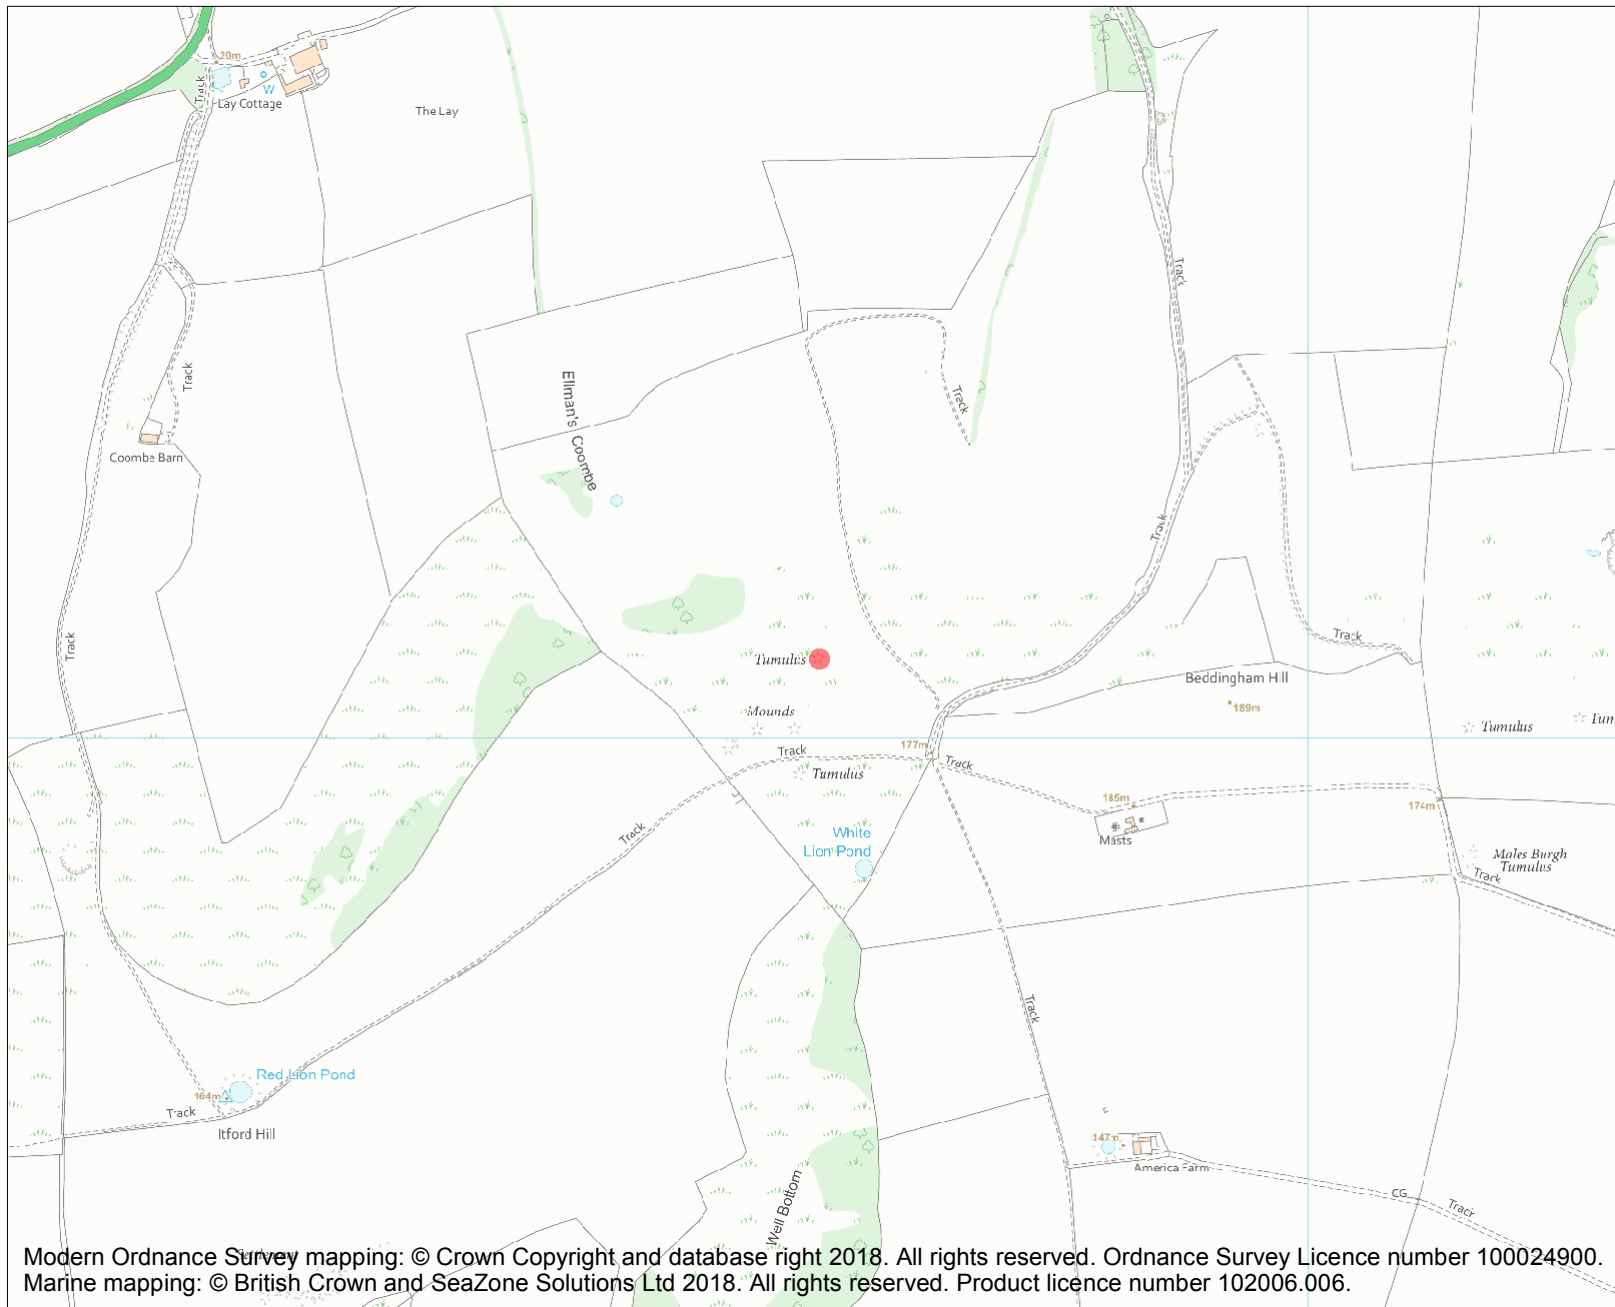 20m
Track
W
Lay Cottage
The Lay
Track
Track
Ellman's Coombe
Track
Coombe Barn
Track
Track
Track
Tumulus
Beddingham Hill
189m
Mounds
Tumulus
Track
177m
Track
Tumulus
185m
174m
Track
White
Lion Pond
Masts
Males Burgh
Tumulus
Track
Track
Red Lion Pond
164m
Track
Itford Hill
147m
America Farm
Well Bottom
CG
Track
Settlement
Modern Ordnance Survey mapping: © Crown Copyright and database right 2018. All rights reserved. Ordnance Survey Licence number 100024900.
Marine mapping: © British Crown and SeaZone Solutions Ltd 2018. All rights reserved. Product licence number 102006.006.